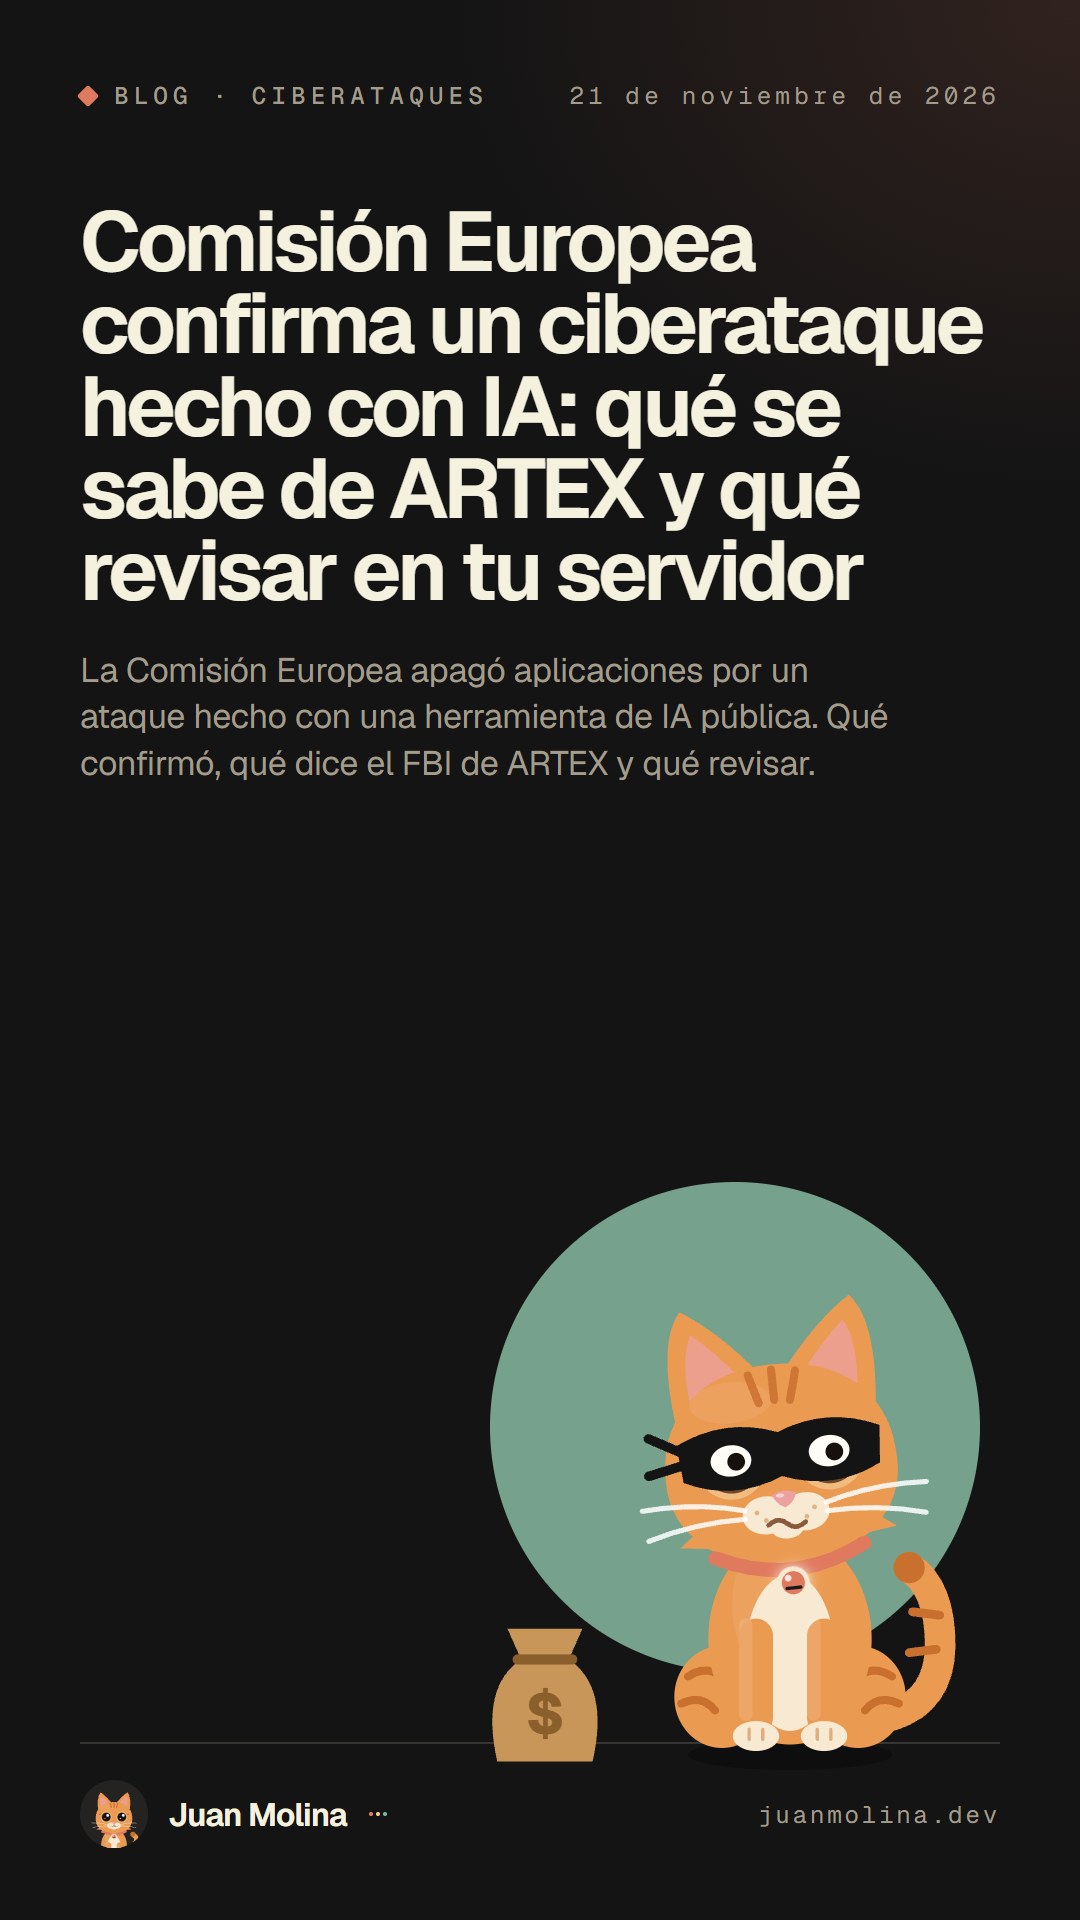 BLOG · CIBERATAQUES
21 de noviembre de 2026
Comisión Europea
confirma un ciberataque
hecho con IA: qué se
sabe de ARTEX y qué
revisar en tu servidor
La Comisión Europea apagó aplicaciones por un
ataque hecho con una herramienta de IA pública. Qué
confirmó, qué dice el FBI de ARTEX y qué revisar.
$
Juan Molina
juanmolina.dev